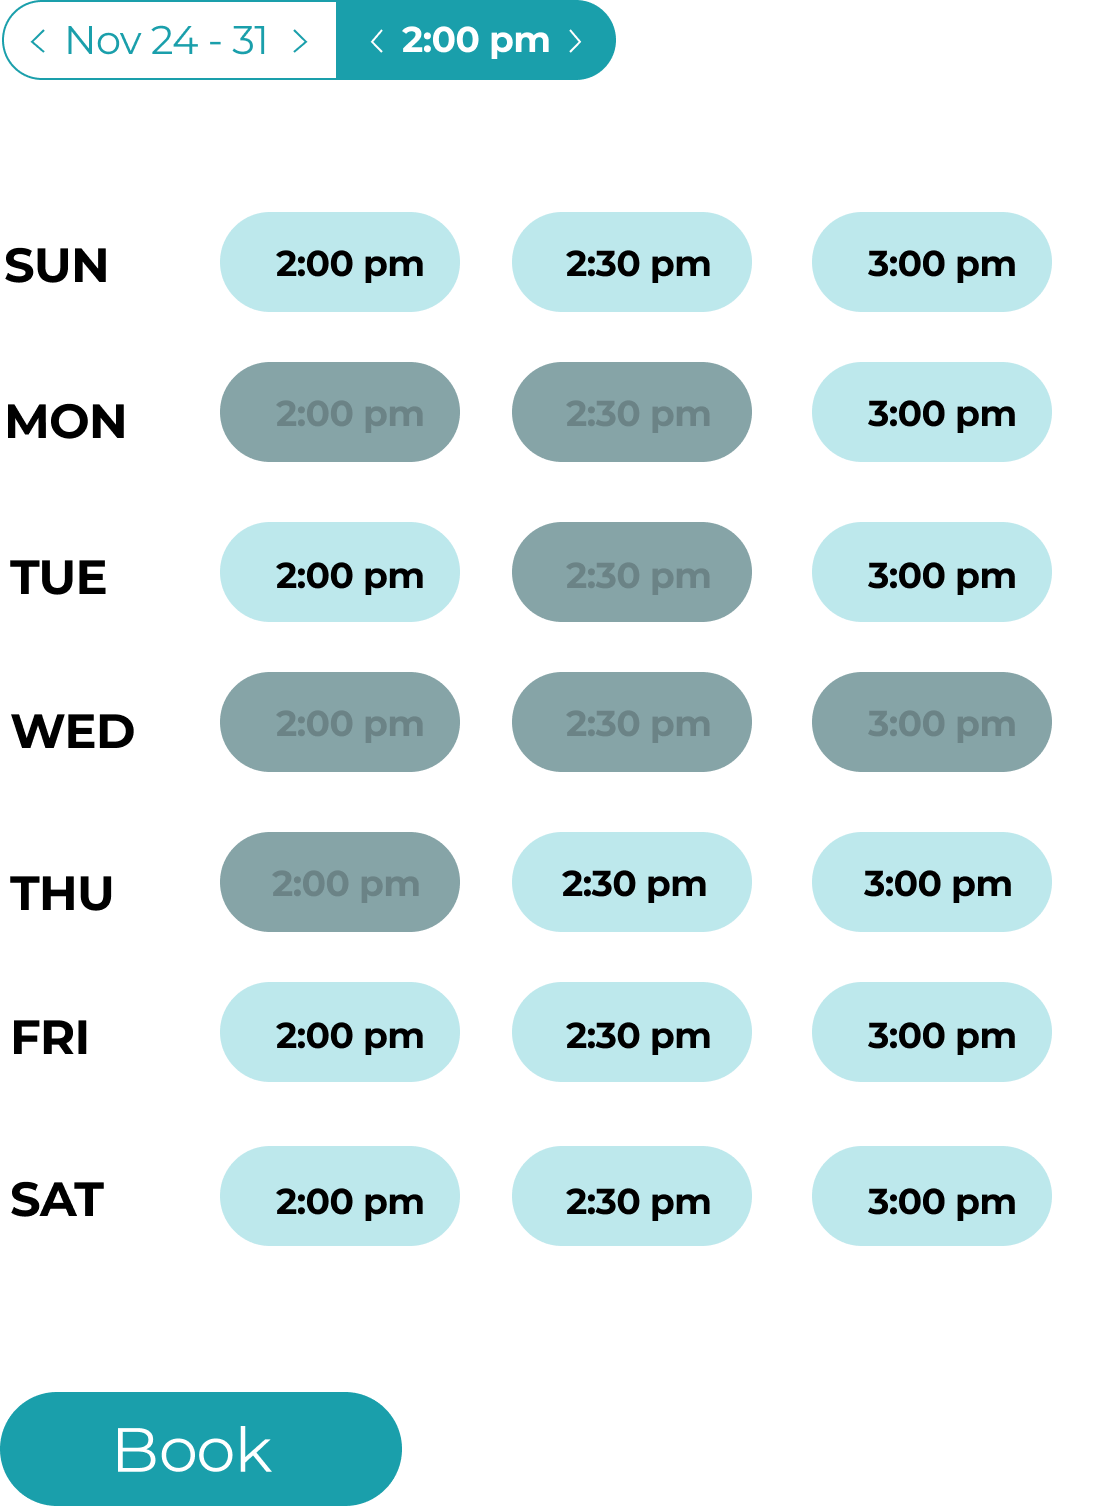 Nov 24 - 31 2:00 pm
SUN 2:00 pm 2:30 pm 3:00 pm
MON 2:00 pm 2:30 pm 3:00 pm
TUE 2:00 pm 2:30 pm 3:00 pm
WED 2:00 pm 2:30 pm 3:00 pm
THU 2:00 pm 2:30 pm 3:00 pm
FRI 2:00 pm 2:30 pm 3:00 pm
SAT 2:00 pm 2:30 pm 3:00 pm
Book